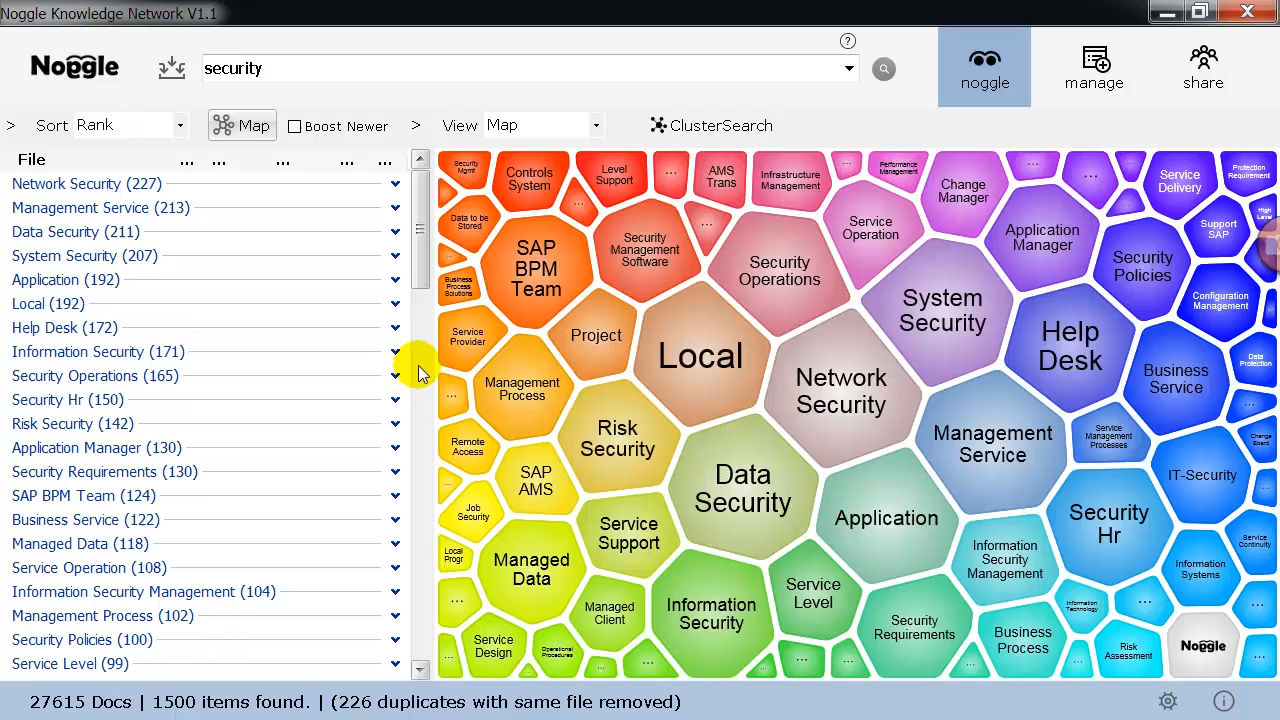 Noggle Knowledge Network V1.1
Noggle
security
?
noggle
manage
share
> Sort Rank
Map
Boost Newer
> View Map
ClusterSearch
File ... ... ... ... ...
Network Security (227)
Management Service (213)
Data Security (211)
System Security (207)
Application (192)
Local (192)
Help Desk (172)
Information Security (171)
Security Operations (165)
Security Hr (150)
Risk Security (142)
Application Manager (130)
Security Requirements (130)
SAP BPM Team (124)
Business Service (122)
Managed Data (118)
Service Operation (108)
Information Security Management (104)
Management Process (102)
Security Policies (100)
Service Level (99)
Security
Mgmt
Controls
System
Level
Support
...
AMS
Trans
Infrastructure
Management
...
Performance
Management
Change
Manager
...
...
Service
Delivery
Protection
Requirement
...
Data to be
Stored
...
SAP
BPM
Team
Security
Management
Software
...
Security
Operations
Service
Operation
System
Security
Application
Manager
...
Security
Policies
Support
SAP
High
Level
Business
Process
Solutions
Service
Provider
Project
Local
Network
Security
Help
Desk
Configuration
Management
Business
Service
Data
Protection
...
Management
Process
Risk
Security
Data
Security
Management
Service
Service
Management
Processes
...
Change
Board
Remote
Access
SAP
AMS
Application
Security
Hr
IT-Security
...
Job
Security
Service
Support
Information
Security
Management
Service
Continuity
Local
Progr
Managed
Data
Managed
Client
Information
Security
Service
Level
Security
Requirements
Information
Technology
...
Information
Systems
...
Service
Design
Operational
Procedures
...
...
...
...
...
...
Business
Process
...
Risk
Assessment
Noggle
...
27615 Docs | 1500 items found. | (226 duplicates with same file removed)